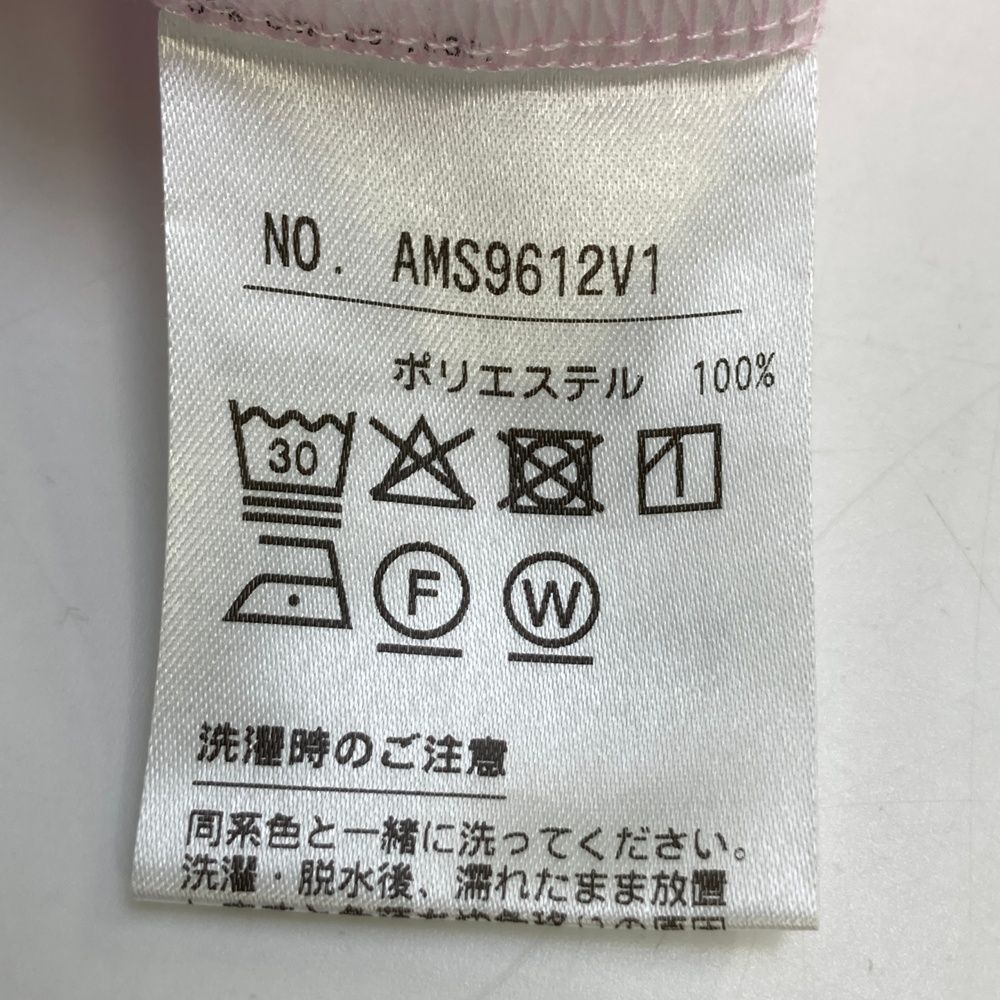 NO. AMS9612V1
ポリエステル 100%
30
F W
洗濯時のご注意
同系色と一緒に洗ってください。
洗濯・脱水後、濡れたまま放置